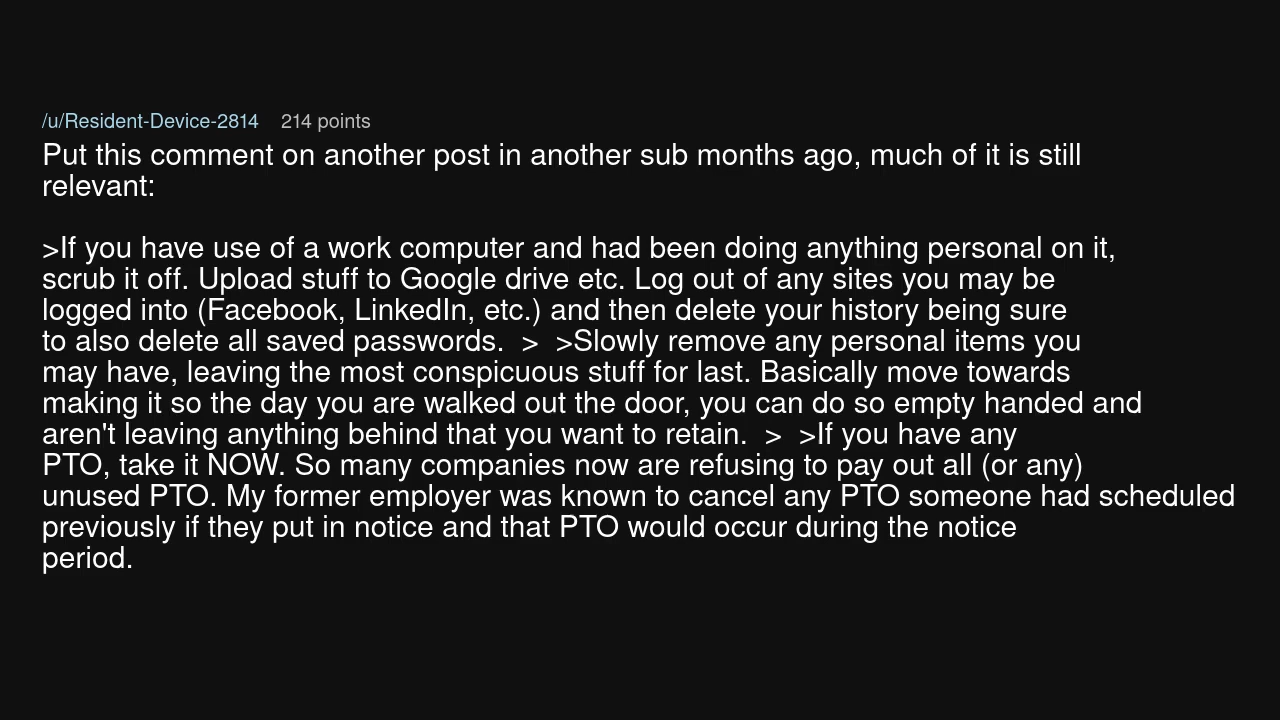 /u/Resident-Device-2814 214 points
Put this comment on another post in another sub months ago, much of it is still
relevant:
>If you have use of a work computer and had been doing anything personal on it,
scrub it off. Upload stuff to Google drive etc. Log out of any sites you may be
logged into (Facebook, LinkedIn, etc.) and then delete your history being sure
to also delete all saved passwords.  >  >Slowly remove any personal items you
may have, leaving the most conspicuous stuff for last. Basically move towards
making it so the day you are walked out the door, you can do so empty handed and
aren't leaving anything behind that you want to retain.  >  >If you have any
PTO, take it NOW. So many companies now are refusing to pay out all (or any)
unused PTO. My former employer was known to cancel any PTO someone had scheduled
previously if they put in notice and that PTO would occur during the notice
period.